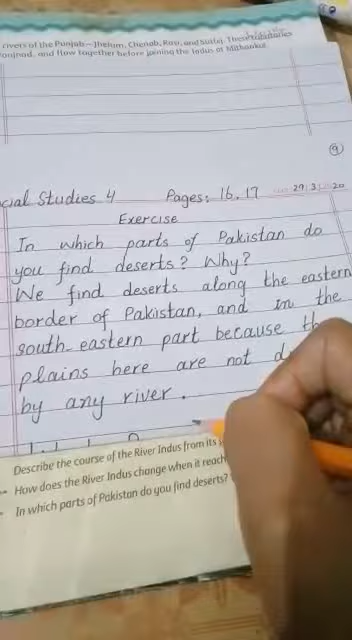 rivers of the Punjab—Jhelum, Chenab, Ravi, and Sutlej. These tributaries
Panjnad, and flow together before joining the Indus at Mithankot.
9
cial Studies 4 Pages: 16, 17 29 3 20
Exercise
In which parts of Pakistan do
you find deserts? Why?
We find deserts along the eastern
border of Pakistan, and in the
south-eastern part because th
plains here are not d
by any river.
Describe the course of the River Indus from its
How does the River Indus change when it reach
In which parts of Pakistan do you find deserts?